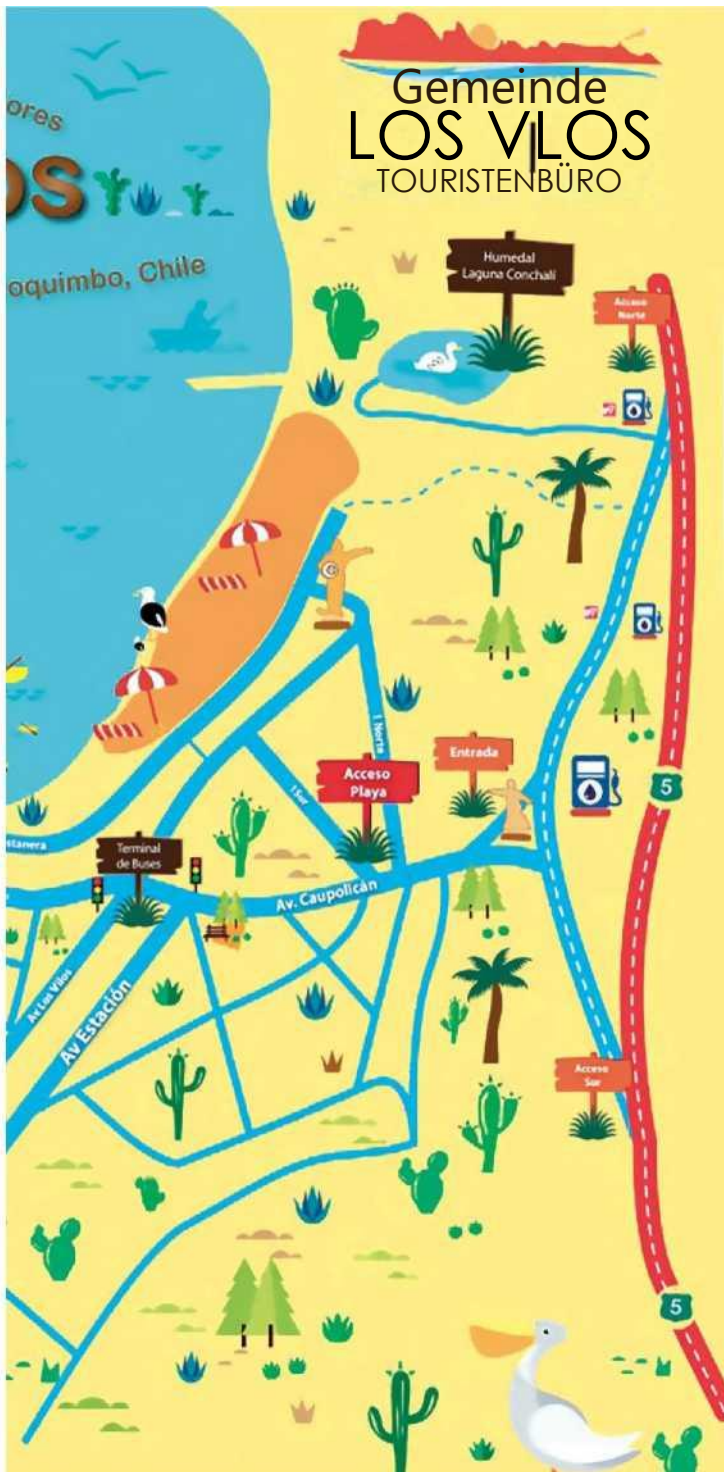 Gemeinde
LOS VLOS
TOURISTENBÜRO
ores
OS
oquimbo, Chile
Humedal
Laguna Conchalí
Acceso
Norte
1 Norte
1 Sur
Entrada
Acceso
Playa
5
stanera
Terminal
de Buses
Av. Caupolicán
Av Los Vilos
Av Estación
Acceso
Sur
5